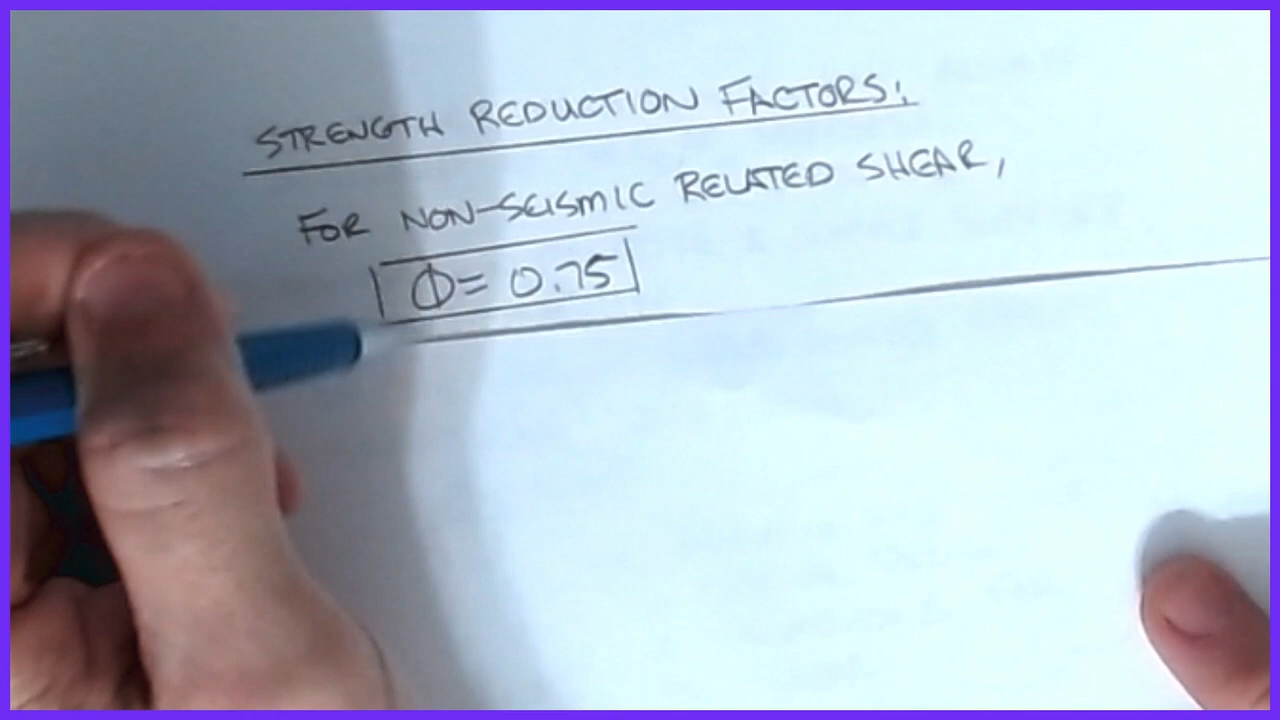 STRENGTH REDUCTION FACTORS:
FOR NON-SEISMIC RELATED SHEAR,
Φ= 0.75